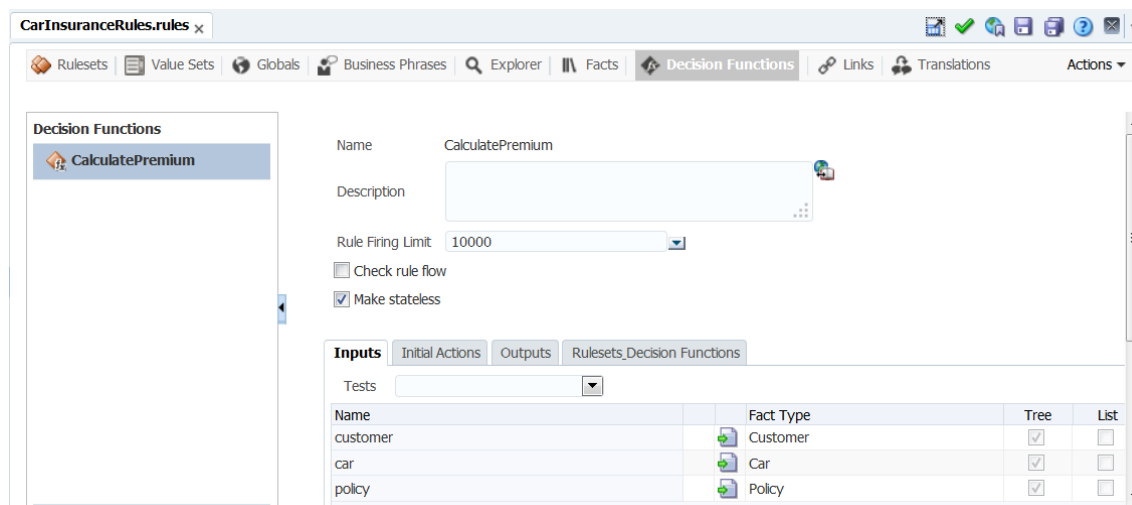 CarInsuranceRules.rules x
Rulesets Value Sets Globals Business Phrases Explorer Facts Decision Functions Links Translations Actions
Decision Functions
CalculatePremium
Name CalculatePremium
Description
Rule Firing Limit 10000
Check rule flow
Make stateless
Inputs Initial Actions Outputs Rulesets_Decision Functions
Tests
Name Fact Type Tree List
customer Customer
car Car
policy Policy